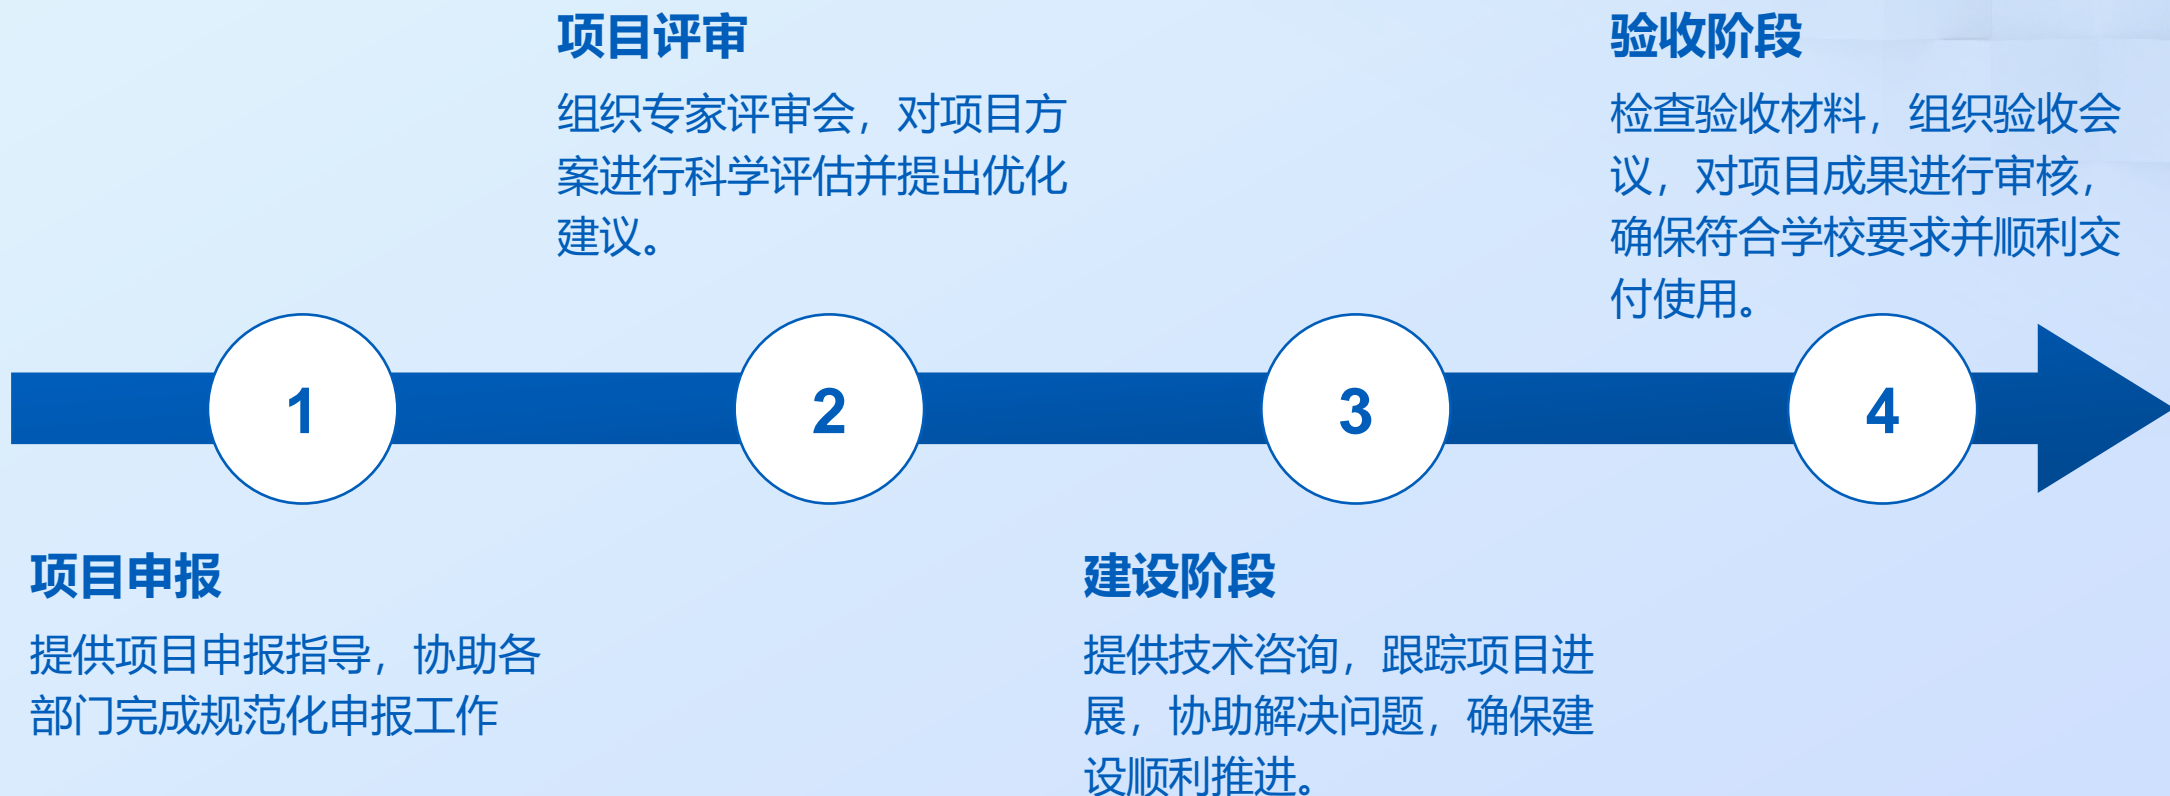 项目评审
组织专家评审会，对项目方
案进行科学评估并提出优化
建议。
验收阶段
检查验收材料，组织验收会
议，对项目成果进行审核，
确保符合学校要求并顺利交
付使用。
1
2
3
4
项目申报
提供项目申报指导，协助各
部门完成规范化申报工作
建设阶段
提供技术咨询，跟踪项目进
展，协助解决问题，确保建
设顺利推进。